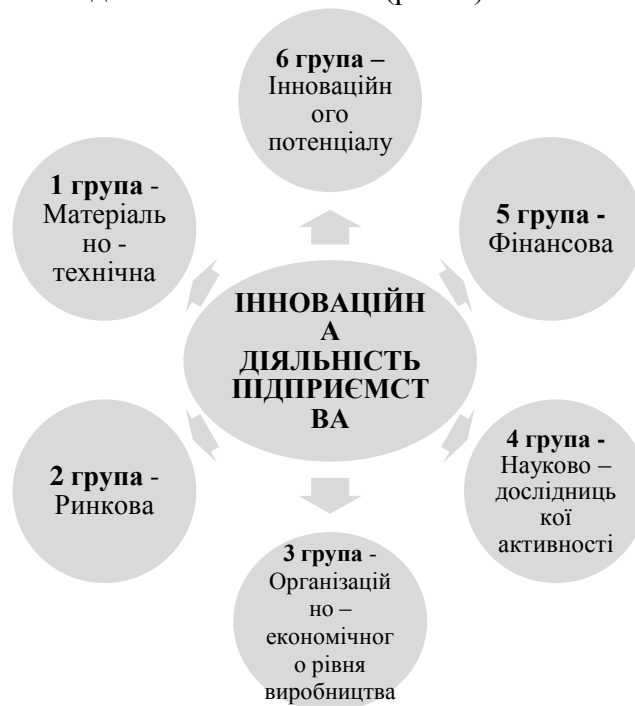 6 група –
Інноваційн
ого
потенціалу
1 група -
Матеріаль
но -
технічна
5 група -
Фінансова
ІННОВАЦІЙН
А
ДІЯЛЬНІСТЬ
ПІДПРИЄМСТ
ВА
2 група -
Ринкова
4 група -
Науково –
дослідниць
кої
активності
3 група -
Організацій
но –
економічног
о рівня
виробництва